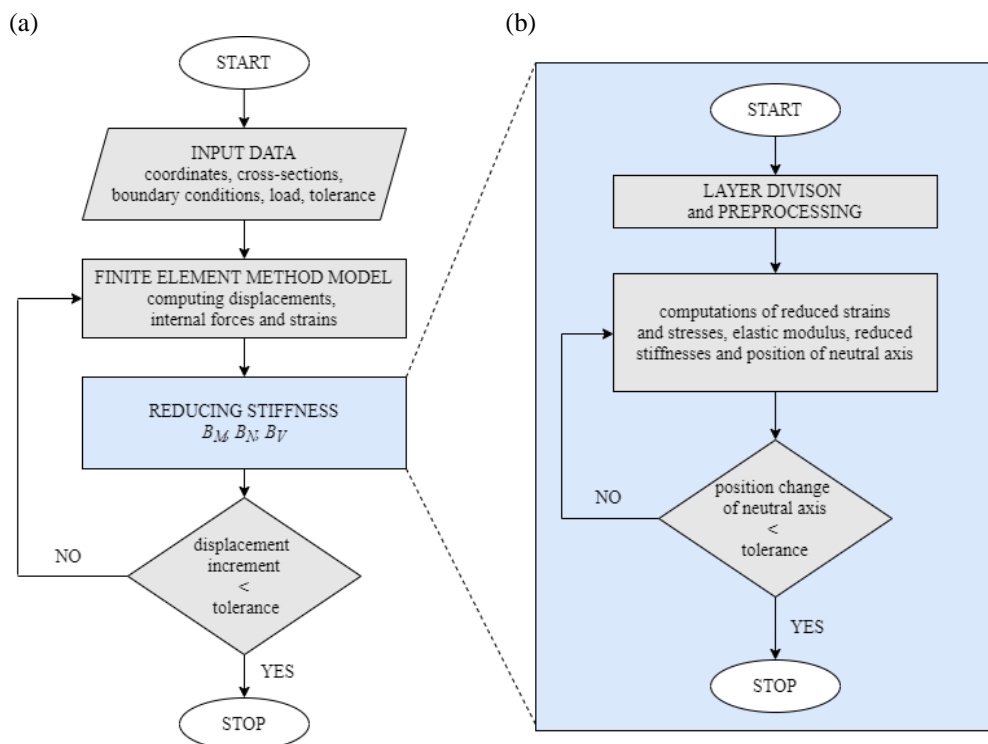 (a)
START
INPUT DATA
coordinates, cross-sections,
boundary conditions, load, tolerance
FINITE ELEMENT METHOD MODEL
computing displacements,
internal forces and strains
REDUCING STIFFNESS
B_M, B_N, B_V
displacement
increment
<
tolerance
NO
YES
STOP
(b)
START
LAYER DIVISON
and PREPROCESSING
computations of reduced strains
and stresses, elastic modulus, reduced
stiffnesses and position of neutral axis
position change
of neutral axis
<
tolerance
NO
YES
STOP